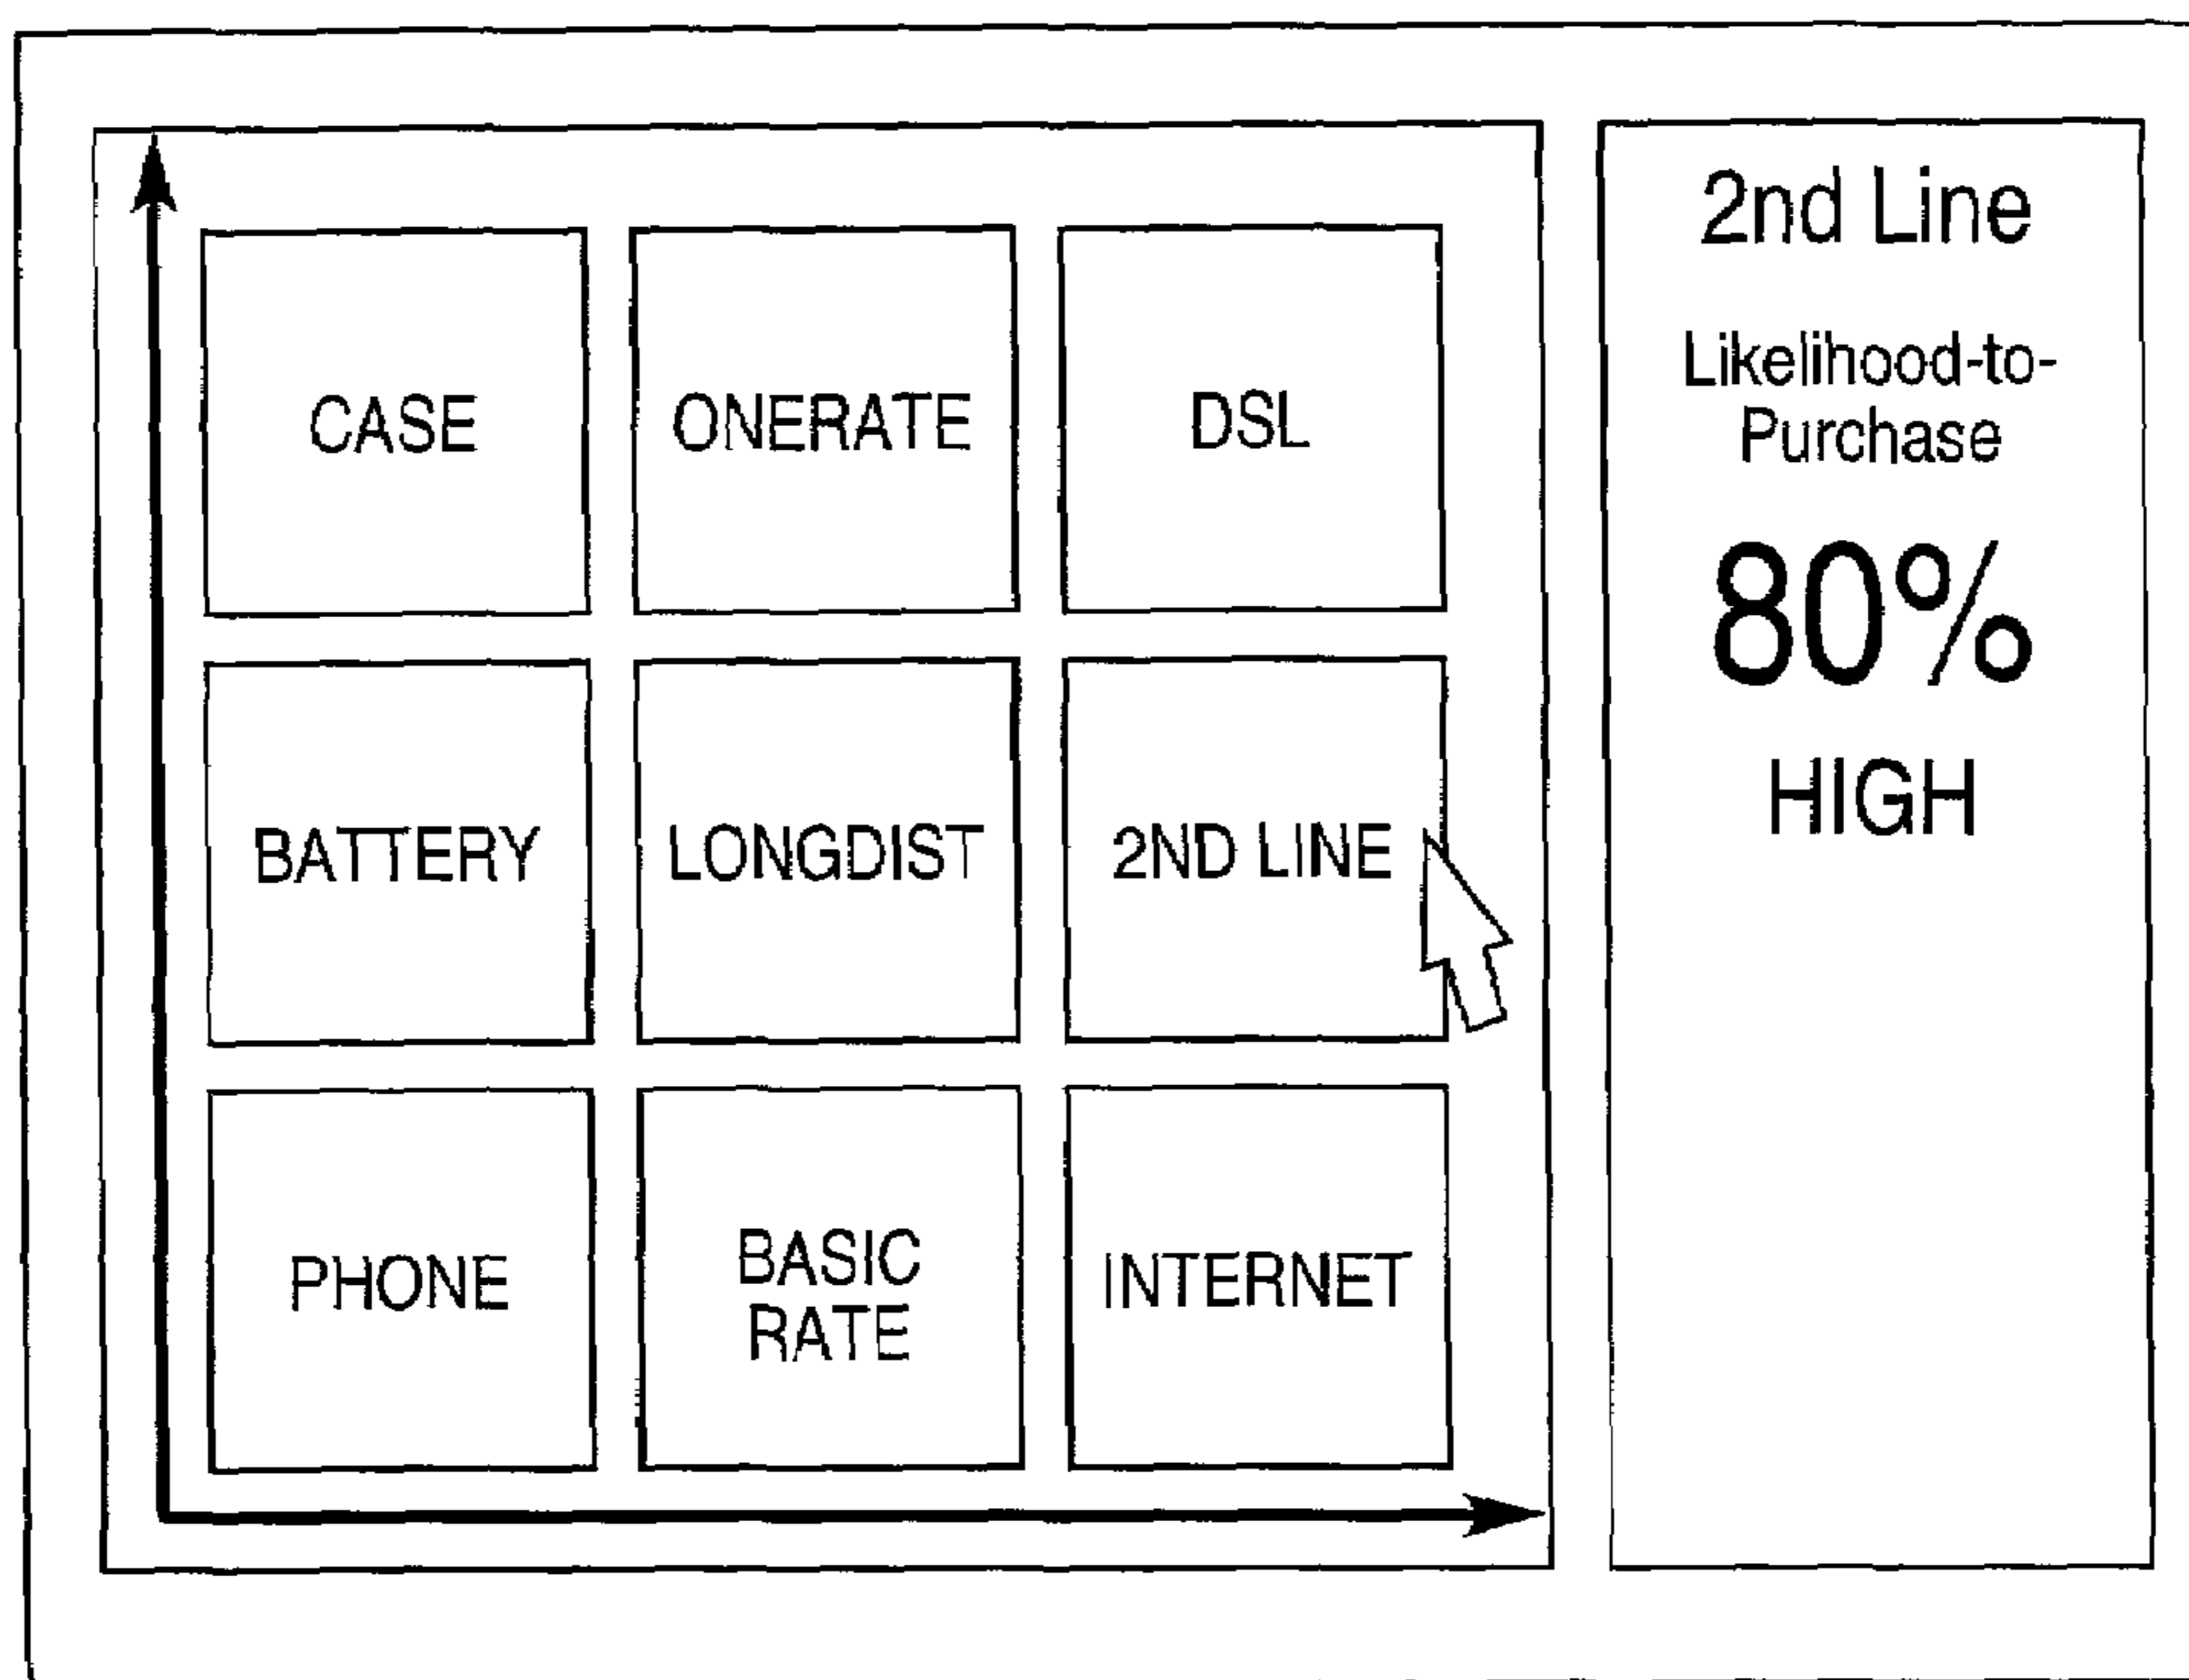 CASE
ONERATE
DSL
BATTERY
LONGDIST
2ND LINE
PHONE
BASIC
RATE
INTERNET
2nd Line
Likelihood-to-
Purchase
80%
HIGH